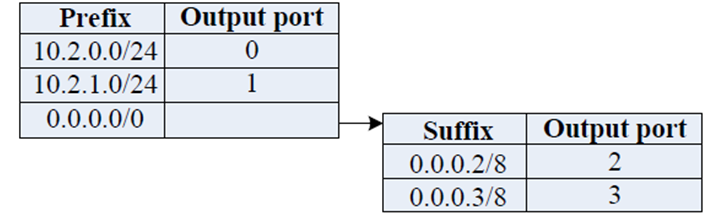 Prefix Output port
10.2.0.0/24 0
10.2.1.0/24 1
0.0.0.0/0
Suffix Output port
0.0.0.2/8 2
0.0.0.3/8 3